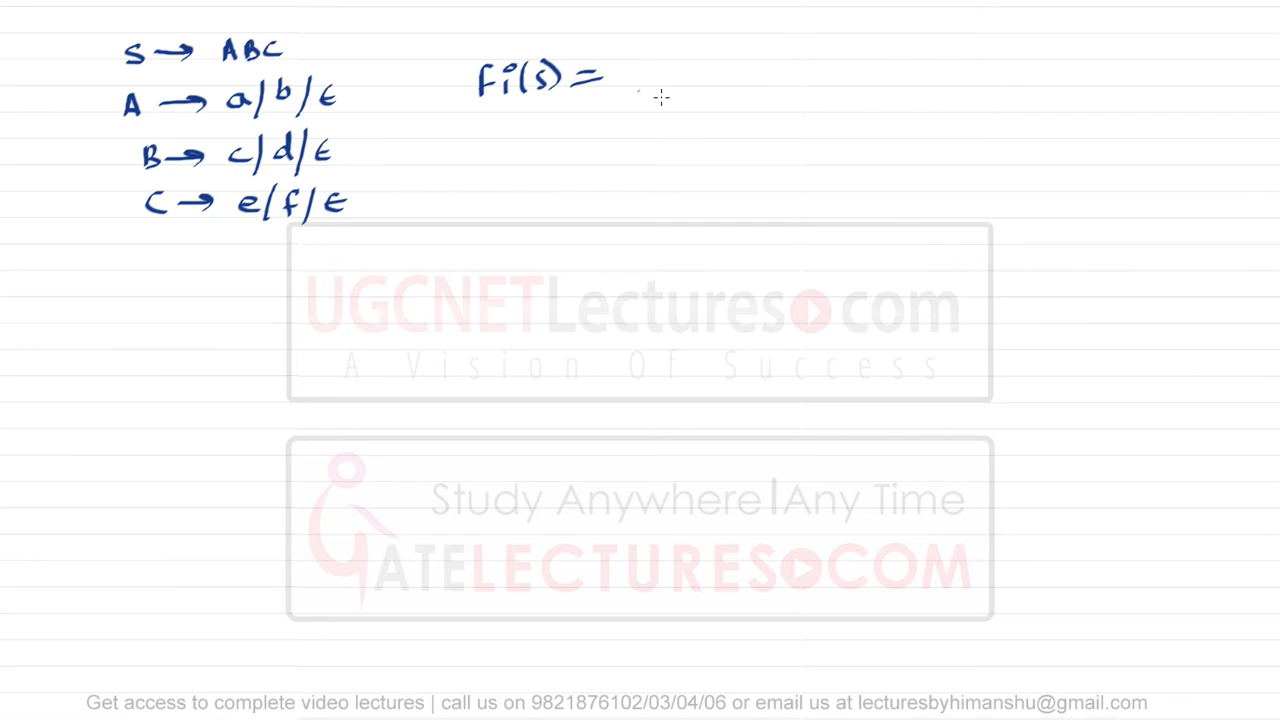 S → ABC
A → a/b/ϵ
B → c/d/ϵ
C → e/f/ϵ
Fi(s) =
UGCNETLectures.com
A Vision Of Success
Study Anywhere|Any Time
GATELECTURES.COM
Get access to complete video lectures | call us on 9821876102/03/04/06 or email us at lecturesbyhimanshu@gmail.com